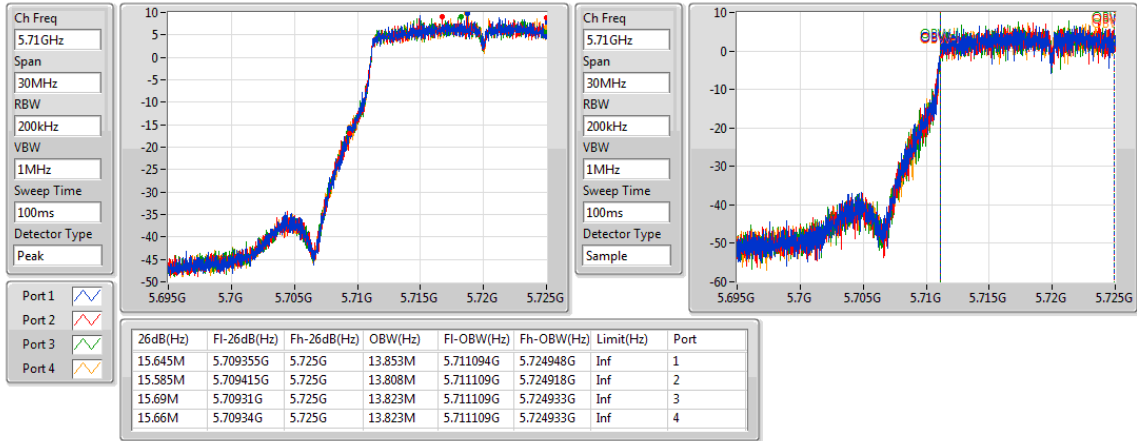 Ch Freq
5.71GHz
Span
30MHz
RBW
200kHz
VBW
1MHz
Sweep Time
100ms
Detector Type
Peak
10
5
0
-5
-10
-15
-20
-25
-30
-35
-40
-45
-50
5.695G 5.7G 5.705G 5.71G 5.715G 5.72G 5.725G
Ch Freq
5.71GHz
Span
30MHz
RBW
200kHz
VBW
1MHz
Sweep Time
100ms
Detector Type
Sample
10
0
-10
-20
-30
-40
-50
-60
5.695G 5.7G 5.705G 5.71G 5.715G 5.72G 5.725G
Port 1
Port 2
Port 3
Port 4
26dB(Hz) Fl-26dB(Hz) Fh-26dB(Hz) OBW(Hz) Fl-OBW(Hz) Fh-OBW(Hz) Limit(Hz) Port
15.645M 5.709355G 5.725G 13.853M 5.711094G 5.724948G Inf 1
15.585M 5.709415G 5.725G 13.808M 5.711109G 5.724918G Inf 2
15.69M 5.70931G 5.725G 13.823M 5.711109G 5.724933G Inf 3
15.66M 5.70934G 5.725G 13.823M 5.711109G 5.724933G Inf 4